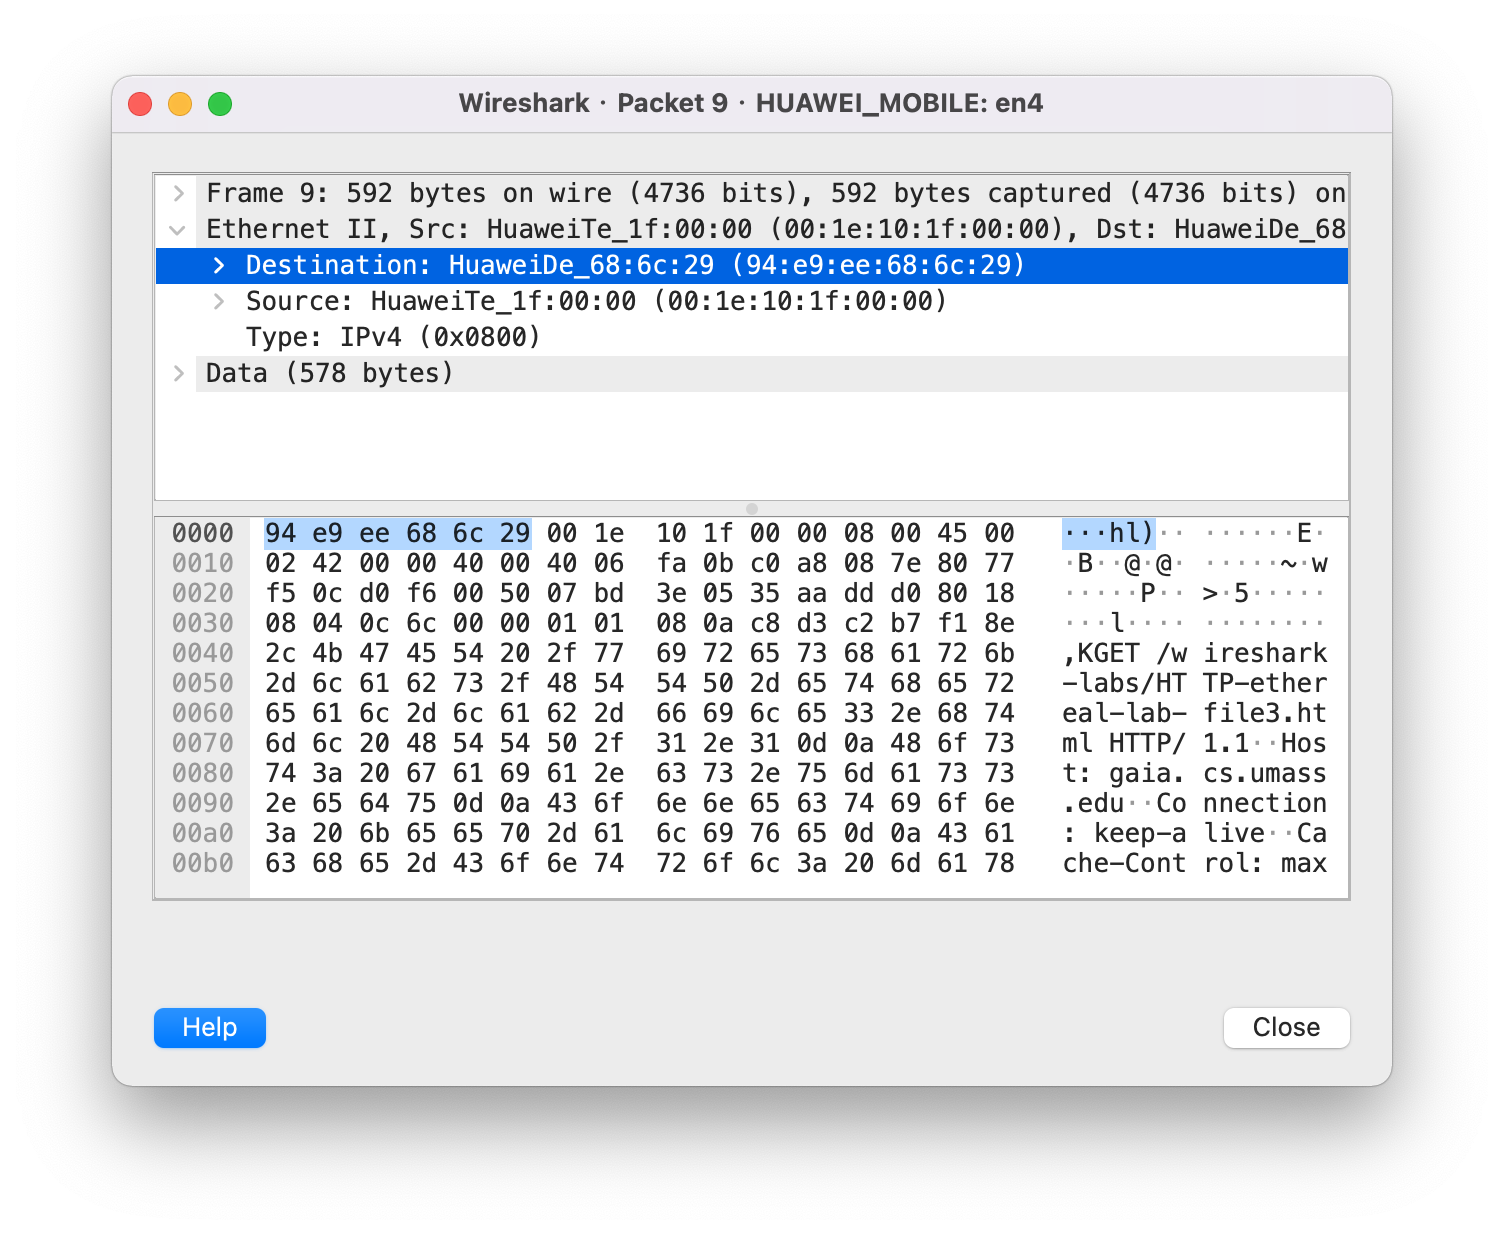 Wireshark · Packet 9 · HUAWEI_MOBILE: en4
Frame 9: 592 bytes on wire (4736 bits), 592 bytes captured (4736 bits) on
Ethernet II, Src: HuaweiTe_1f:00:00 (00:1e:10:1f:00:00), Dst: HuaweiDe_68
Destination: HuaweiDe_68:6c:29 (94:e9:ee:68:6c:29)
Source: HuaweiTe_1f:00:00 (00:1e:10:1f:00:00)
Type: IPv4 (0x0800)
Data (578 bytes)
0000 94 e9 ee 68 6c 29 00 1e 10 1f 00 00 08 00 45 00 ···hl)·· ······E·
0010 02 42 00 00 40 00 40 06 fa 0b c0 a8 08 7e 80 77 ·B··@·@· ·····~·w
0020 f5 0c d0 f6 00 50 07 bd 3e 05 35 aa dd d0 80 18 ·····P·· >·5·····
0030 08 04 0c 6c 00 00 01 01 08 0a c8 d3 c2 b7 f1 8e ···l···· ········
0040 2c 4b 47 45 54 20 2f 77 69 72 65 73 68 61 72 6b ,KGET /w ireshark
0050 2d 6c 61 62 73 2f 48 54 54 50 2d 65 74 68 65 72 -labs/HT TP-ether
0060 65 61 6c 2d 6c 61 62 2d 66 69 6c 65 33 2e 68 74 eal-lab- file3.ht
0070 6d 6c 20 48 54 54 50 2f 31 2e 31 0d 0a 48 6f 73 ml HTTP/ 1.1··Hos
0080 74 3a 20 67 61 69 61 2e 63 73 2e 75 6d 61 73 73 t: gaia. cs.umass
0090 2e 65 64 75 0d 0a 43 6f 6e 6e 65 63 74 69 6f 6e .edu··Co nnection
00a0 3a 20 6b 65 65 70 2d 61 6c 69 76 65 0d 0a 43 61 : keep-a live··Ca
00b0 63 68 65 2d 43 6f 6e 74 72 6f 6c 3a 20 6d 61 78 che-Cont rol: max
Help
Close